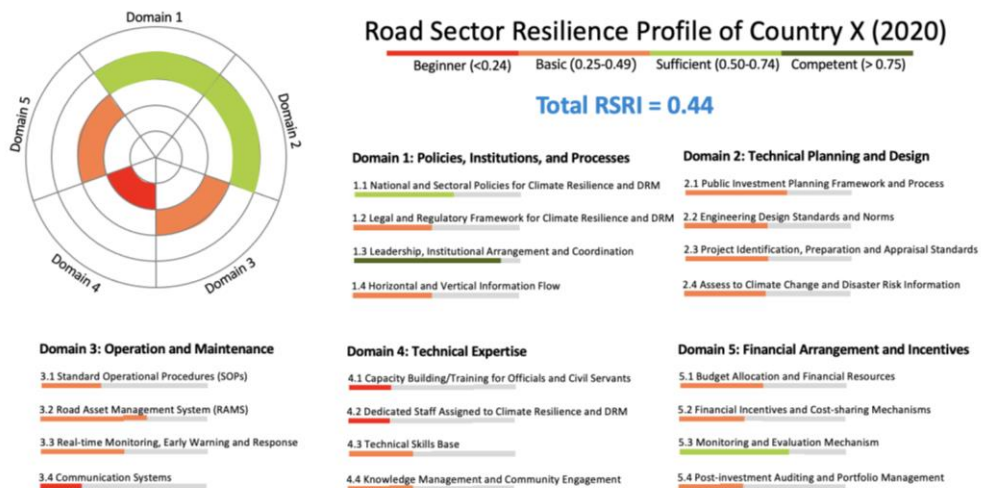 Domain 1
Domain 2
Domain 3
Domain 4
Domain 5
Road Sector Resilience Profile of Country X (2020)
Beginner (<0.24) Basic (0.25-0.49) Sufficient (0.50-0.74) Competent (> 0.75)
Total RSRI = 0.44
Domain 1: Policies, Institutions, and Processes
1.1 National and Sectoral Policies for Climate Resilience and DRM
1.2 Legal and Regulatory Framework for Climate Resilience and DRM
1.3 Leadership, Institutional Arrangement and Coordination
1.4 Horizontal and Vertical Information Flow
Domain 2: Technical Planning and Design
2.1 Public Investment Planning Framework and Process
2.2 Engineering Design Standards and Norms
2.3 Project Identification, Preparation and Appraisal Standards
2.4 Assess to Climate Change and Disaster Risk Information
Domain 3: Operation and Maintenance
3.1 Standard Operational Procedures (SOPs)
3.2 Road Asset Management System (RAMS)
3.3 Real-time Monitoring, Early Warning and Response
3.4 Communication Systems
Domain 4: Technical Expertise
4.1 Capacity Building/Training for Officials and Civil Servants
4.2 Dedicated Staff Assigned to Climate Resilience and DRM
4.3 Technical Skills Base
4.4 Knowledge Management and Community Engagement
Domain 5: Financial Arrangement and Incentives
5.1 Budget Allocation and Financial Resources
5.2 Financial Incentives and Cost-sharing Mechanisms
5.3 Monitoring and Evaluation Mechanism
5.4 Post-investment Auditing and Portfolio Management